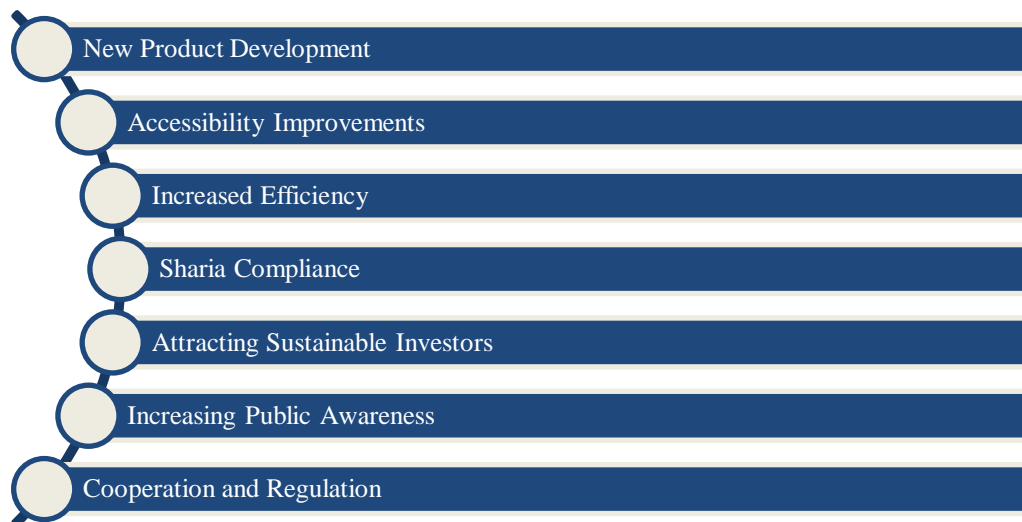 New Product Development
Accessibility Improvements
Increased Efficiency
Sharia Compliance
Attracting Sustainable Investors
Increasing Public Awareness
Cooperation and Regulation